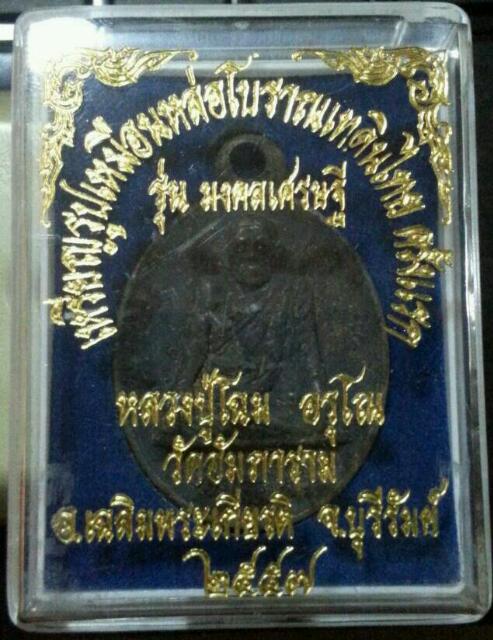 เหรียญรูปเหมือนหล่อโบราณเทดินไทย ครั้งแรก
รุ่น มงคลเศรษฐี
หลวงปู่โฉม อรุโณ
วัดอัมพาราม
อ.เฉลิมพระเกียรติ จ.บุรีรัมย์
๒๕๕๗